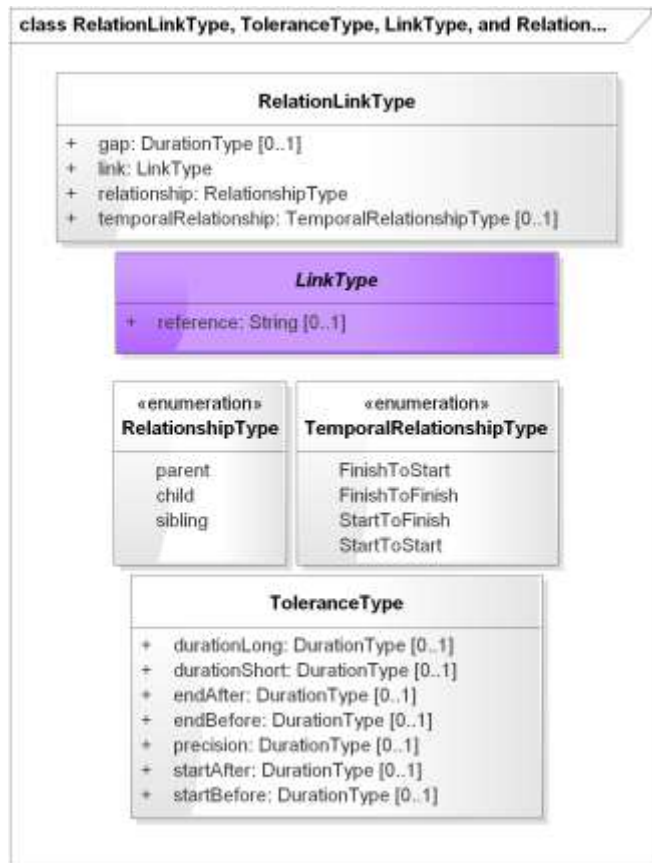 class RelationLinkType, ToleranceType, LinkType, and Relation...
RelationLinkType
+ gap: DurationType [0..1]
+ link: LinkType
+ relationship: RelationshipType
+ temporalRelationship: TemporalRelationshipType [0..1]
LinkType
+ reference: String [0..1]
«enumeration»
RelationshipType
parent
child
sibling
«enumeration»
TemporalRelationshipType
FinishToStart
FinishToFinish
StartToFinish
StartToStart
ToleranceType
+ durationLong: DurationType [0..1]
+ durationShort: DurationType [0..1]
+ endAfter: DurationType [0..1]
+ endBefore: DurationType [0..1]
+ precision: DurationType [0..1]
+ startAfter: DurationType [0..1]
+ startBefore: DurationType [0..1]